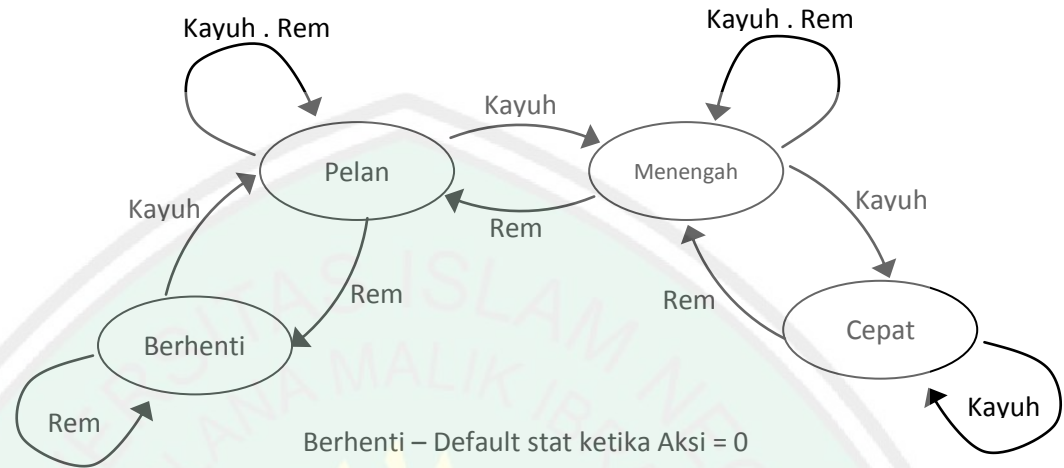 Kayuh . Rem
Kayuh . Rem
Kayuh
Pelan
Menengah
Kayuh
Kayuh
Rem
Rem
Rem
Berhenti
Cepat
Rem
Kayuh
Berhenti – Default stat ketika Aksi = 0